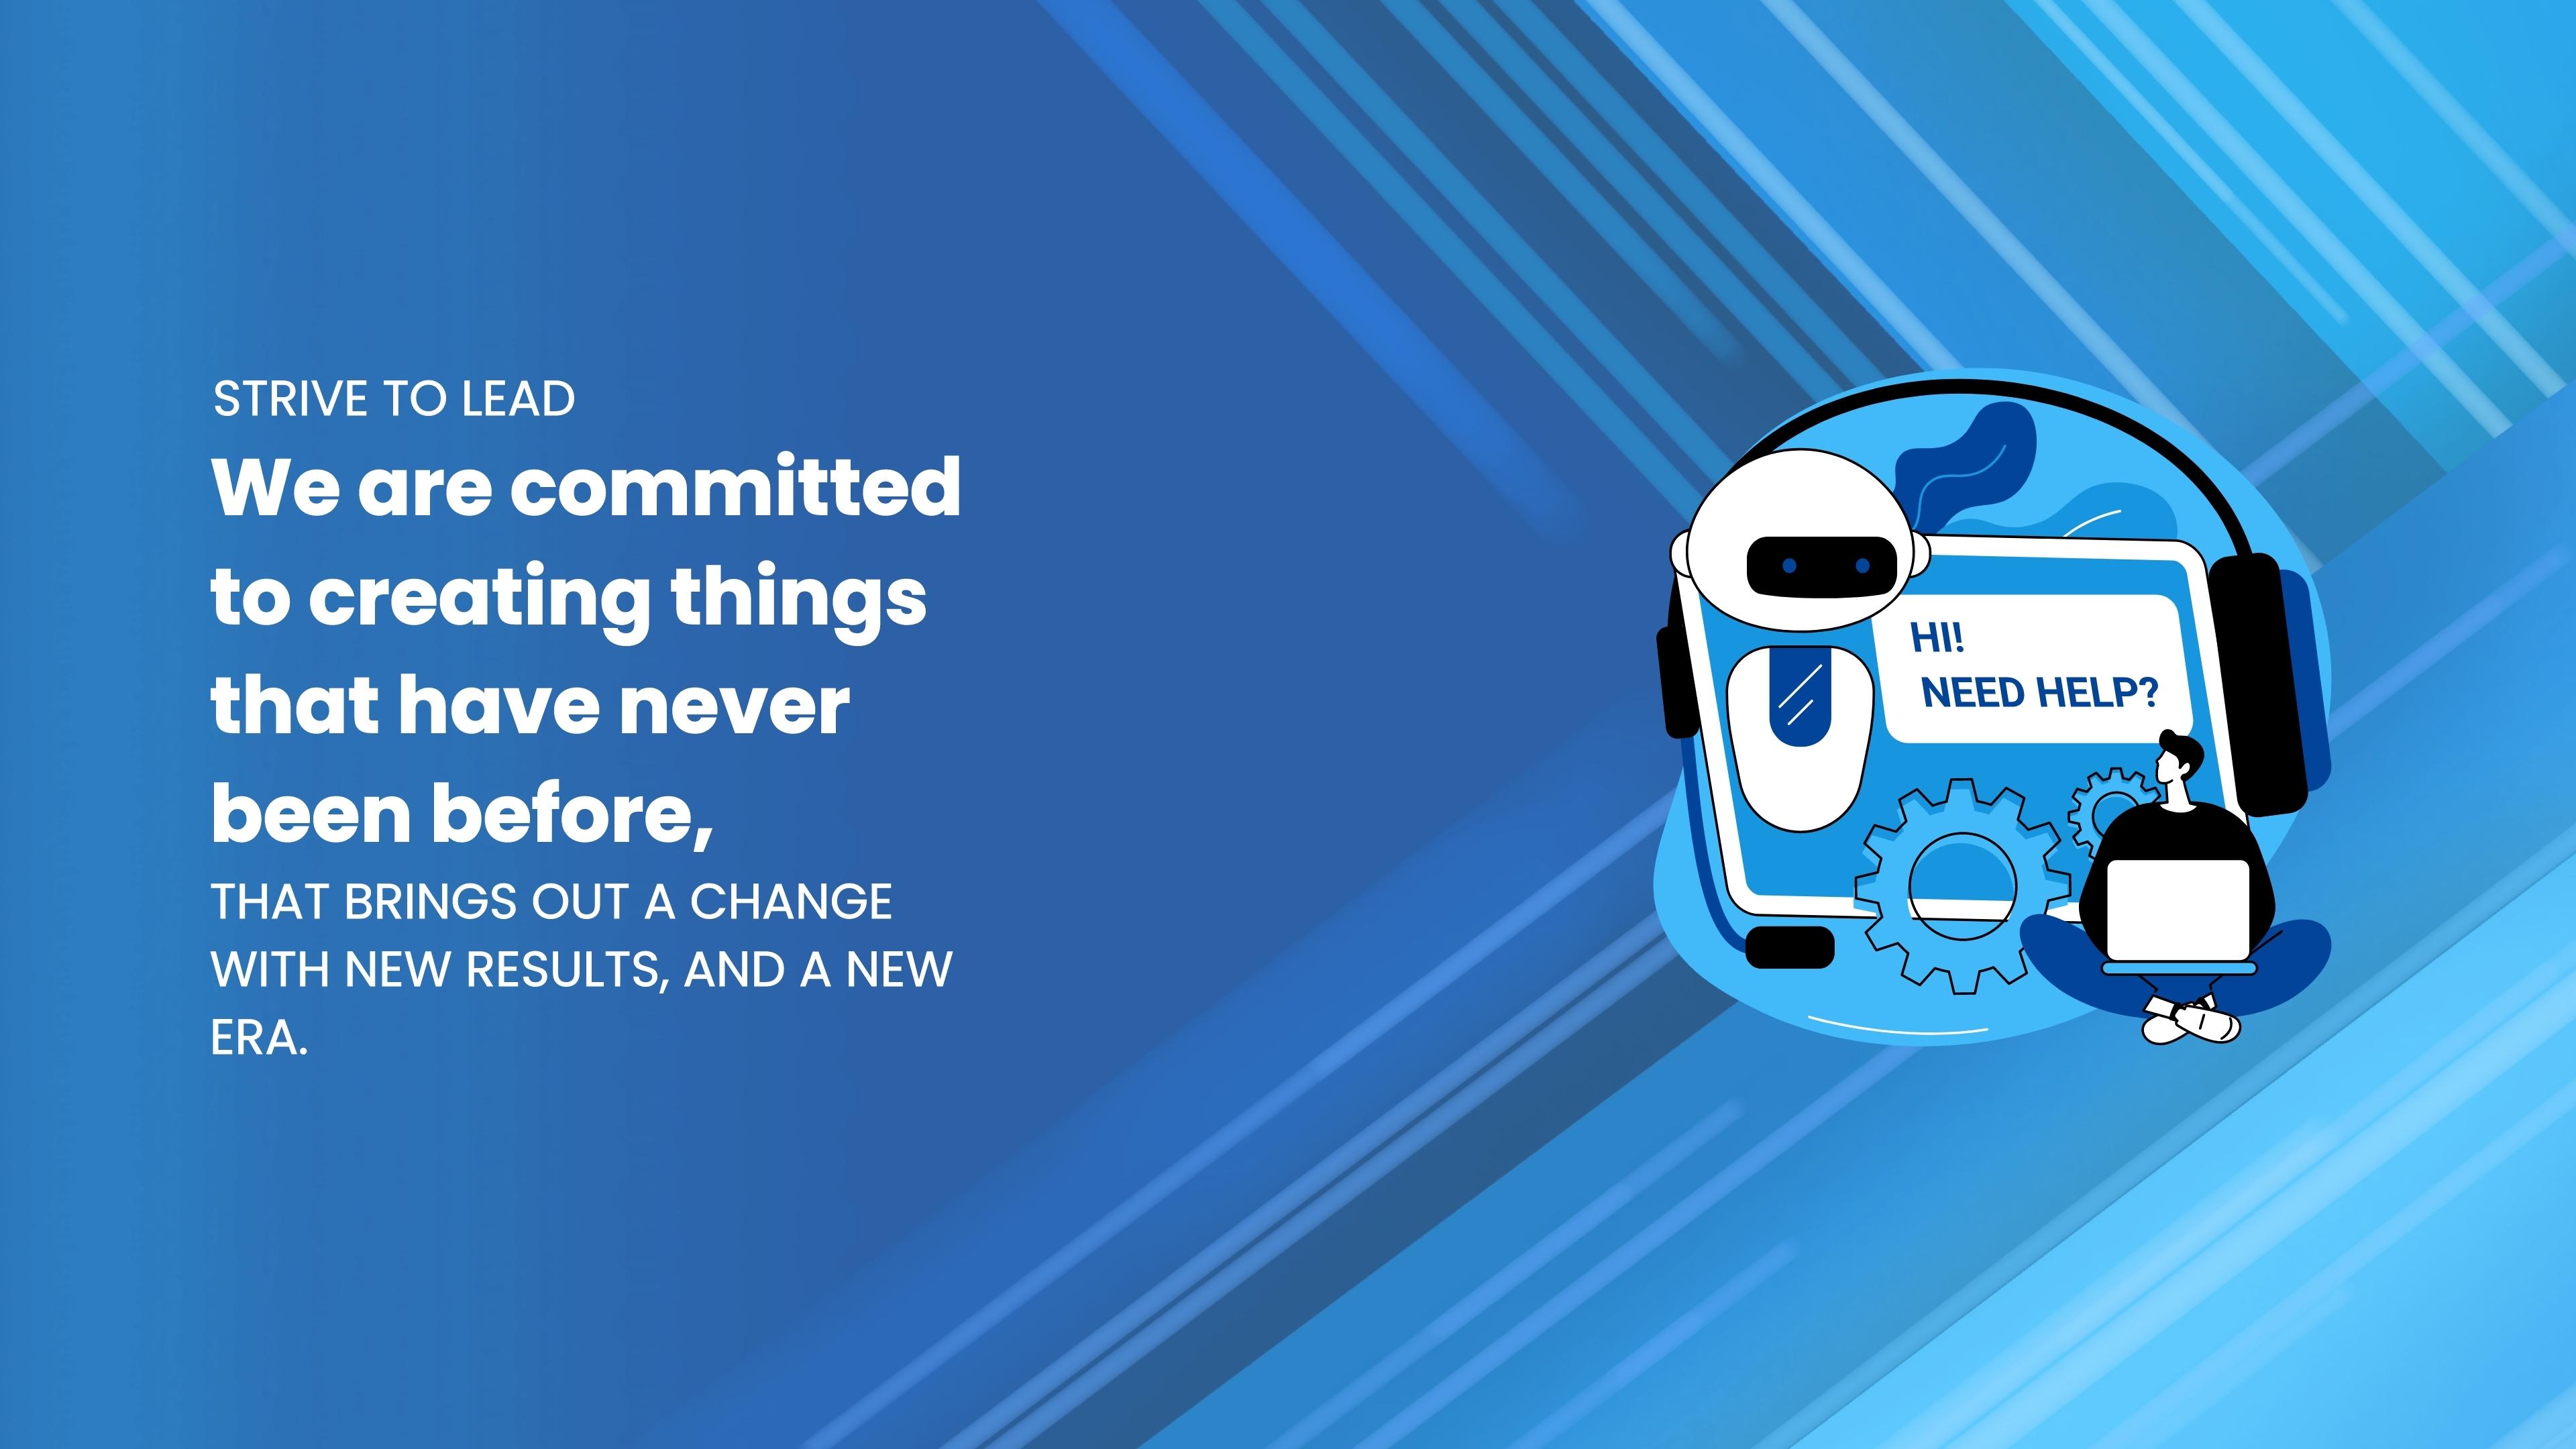 STRIVE TO LEAD
We are committed
to creating things
that have never
been before,
THAT BRINGS OUT A CHANGE
WITH NEW RESULTS, AND A NEW
ERA.
HI!
NEED HELP?